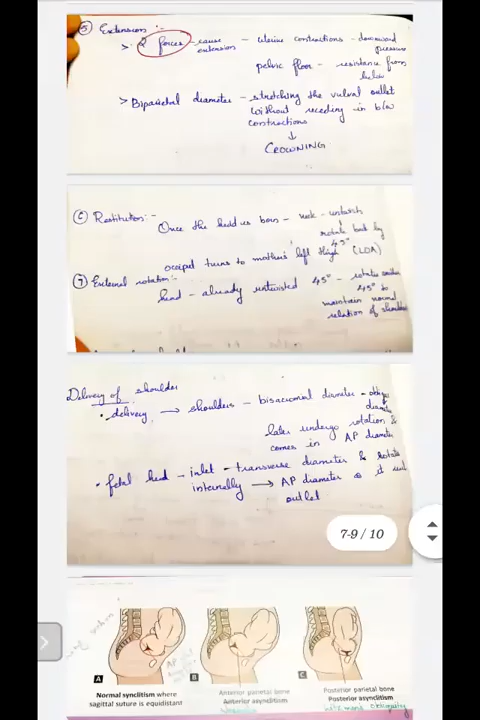 ⑤ Extension :-
> 2 forces - cause extension - uterine contractions - downward pressure
pelvic floor - resistance from below
> Biparietal diameter - stretching the vulval outlet
without receding in b/w
contractions
↓
CROWNING
⑥ Restitution :-
Once the head is born - neck - untwist
rotate back by
45°
occiput turns to mother's left thigh (LOA)
⑦ External rotation :-
head - already untwisted 45° - rotates another
45° to
maintain normal
relation of shoulders
Delivery of shoulder
• delivery → shoulders - bisacromial diameter - oblique
diameter
later undergo rotation &
comes in AP diameter
• fetal head - inlet - transverse diameter & rotate
internally → AP diameter
outlet
7-9 / 10
A
Normal synclitism where
sagittal suture is equidistant
B
Anterior parietal bone
Anterior asynclitism
C
Posterior parietal bone
Posterior asynclitism